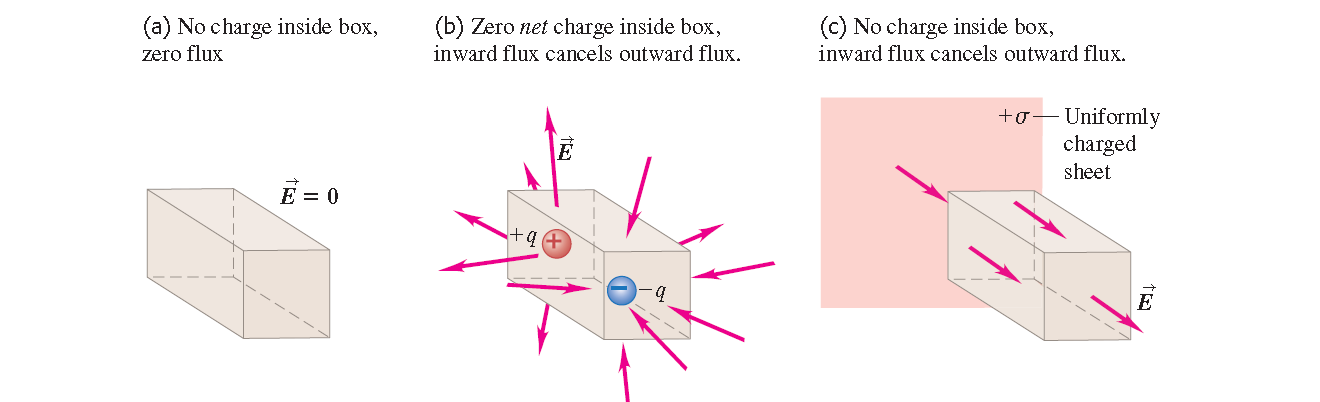 (a) No charge inside box,
zero flux
E⃗ = 0
(b) Zero net charge inside box,
inward flux cancels outward flux.
E⃗
+q
+
−
−q
(c) No charge inside box,
inward flux cancels outward flux.
+σ
Uniformly
charged
sheet
E⃗